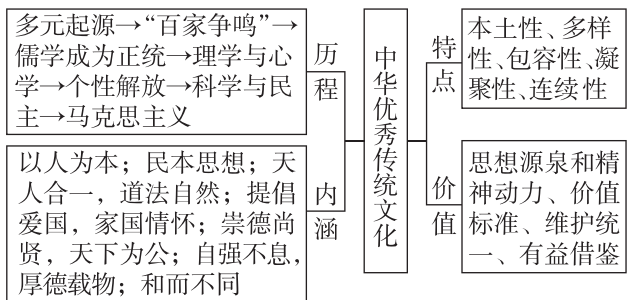 多元起源→“百家争鸣”→
儒学成为正统→理学与心
学→个性解放→科学与民
主→马克思主义
历程
以人为本；民本思想；天
人合一，道法自然；提倡
爱国，家国情怀；崇德尚
贤，天下为公；自强不息，
厚德载物；和而不同
内涵
中华优秀传统文化
特点
本土性、多样
性、包容性、凝
聚性、连续性
价值
思想源泉和精
神动力、价值
标准、维护统
一、有益借鉴